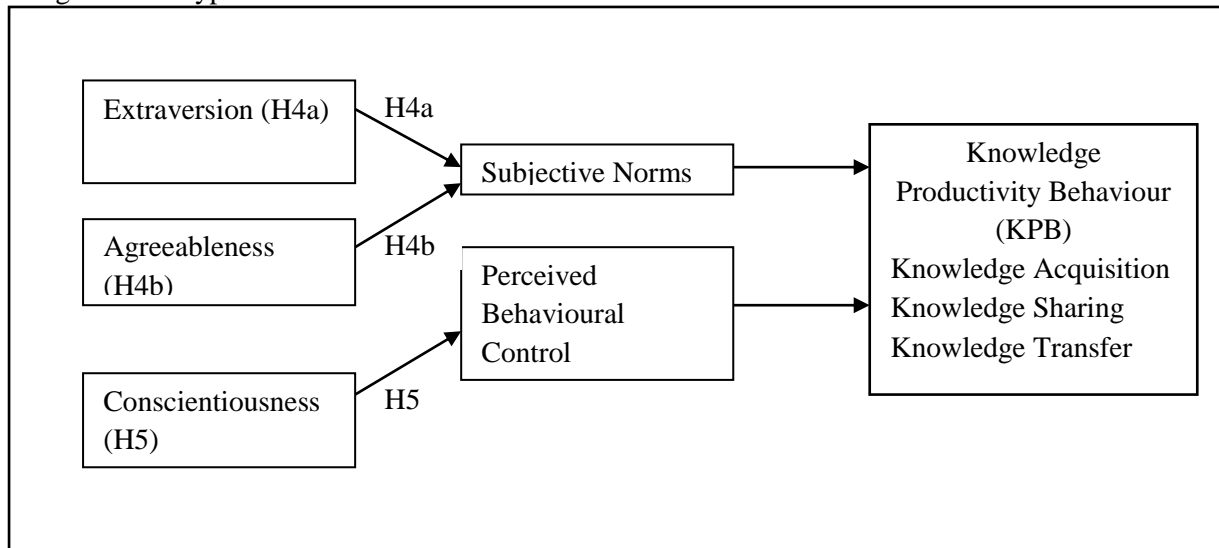 Extraversion (H4a)
H4a
Subjective Norms
Agreeableness
(H4b)
H4b
Perceived
Behavioural
Control
Conscientiousness
(H5)
H5
Knowledge
Productivity Behaviour
(KPB)
Knowledge Acquisition
Knowledge Sharing
Knowledge Transfer